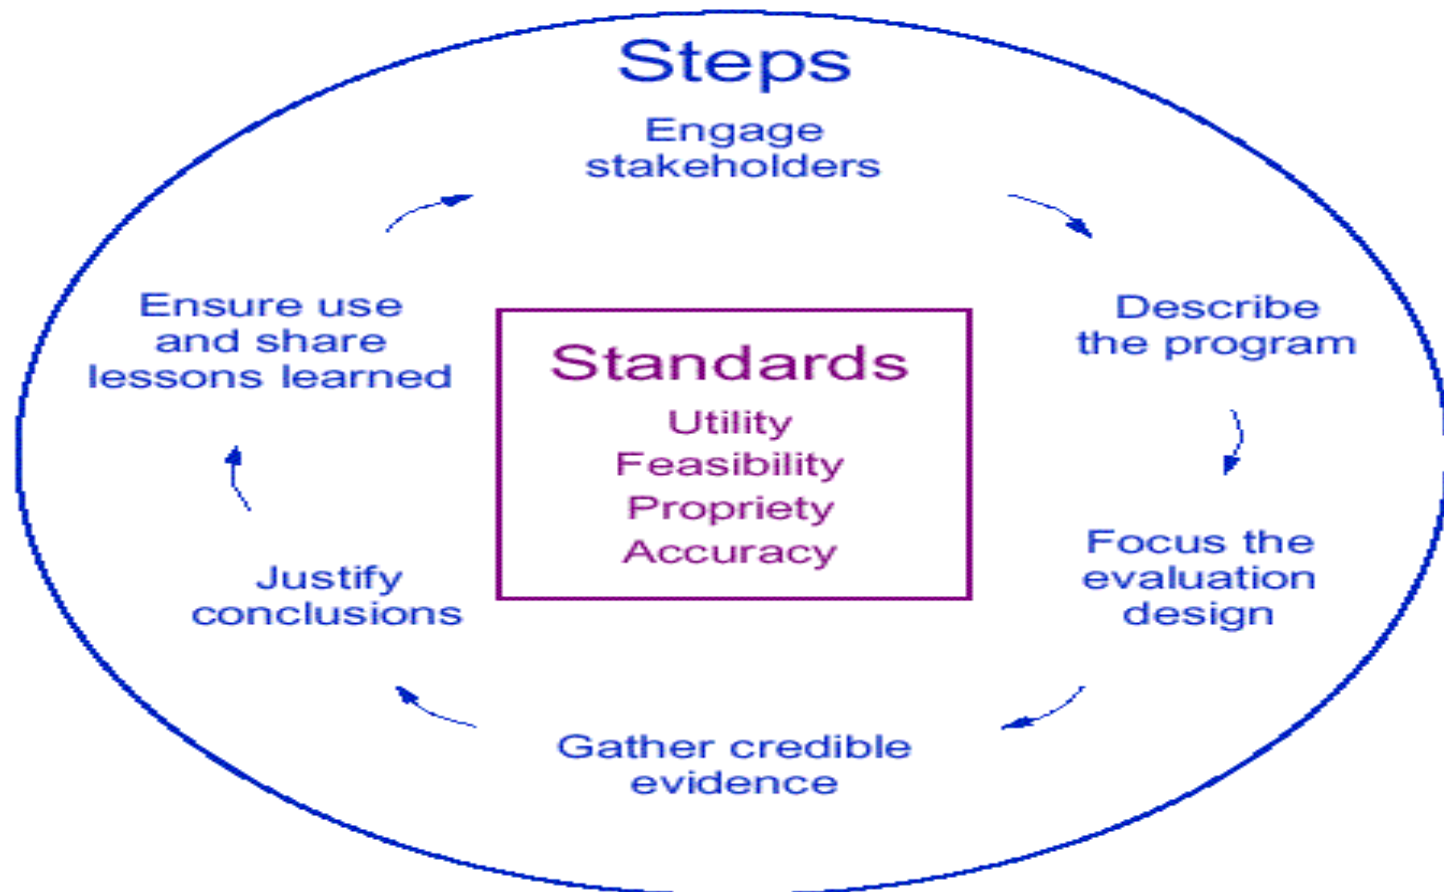 Steps
Engage
stakeholders
Describe
the program
Focus the
evaluation
design
Gather credible
evidence
Justify
conclusions
Ensure use
and share
lessons learned
Standards
Utility
Feasibility
Propriety
Accuracy